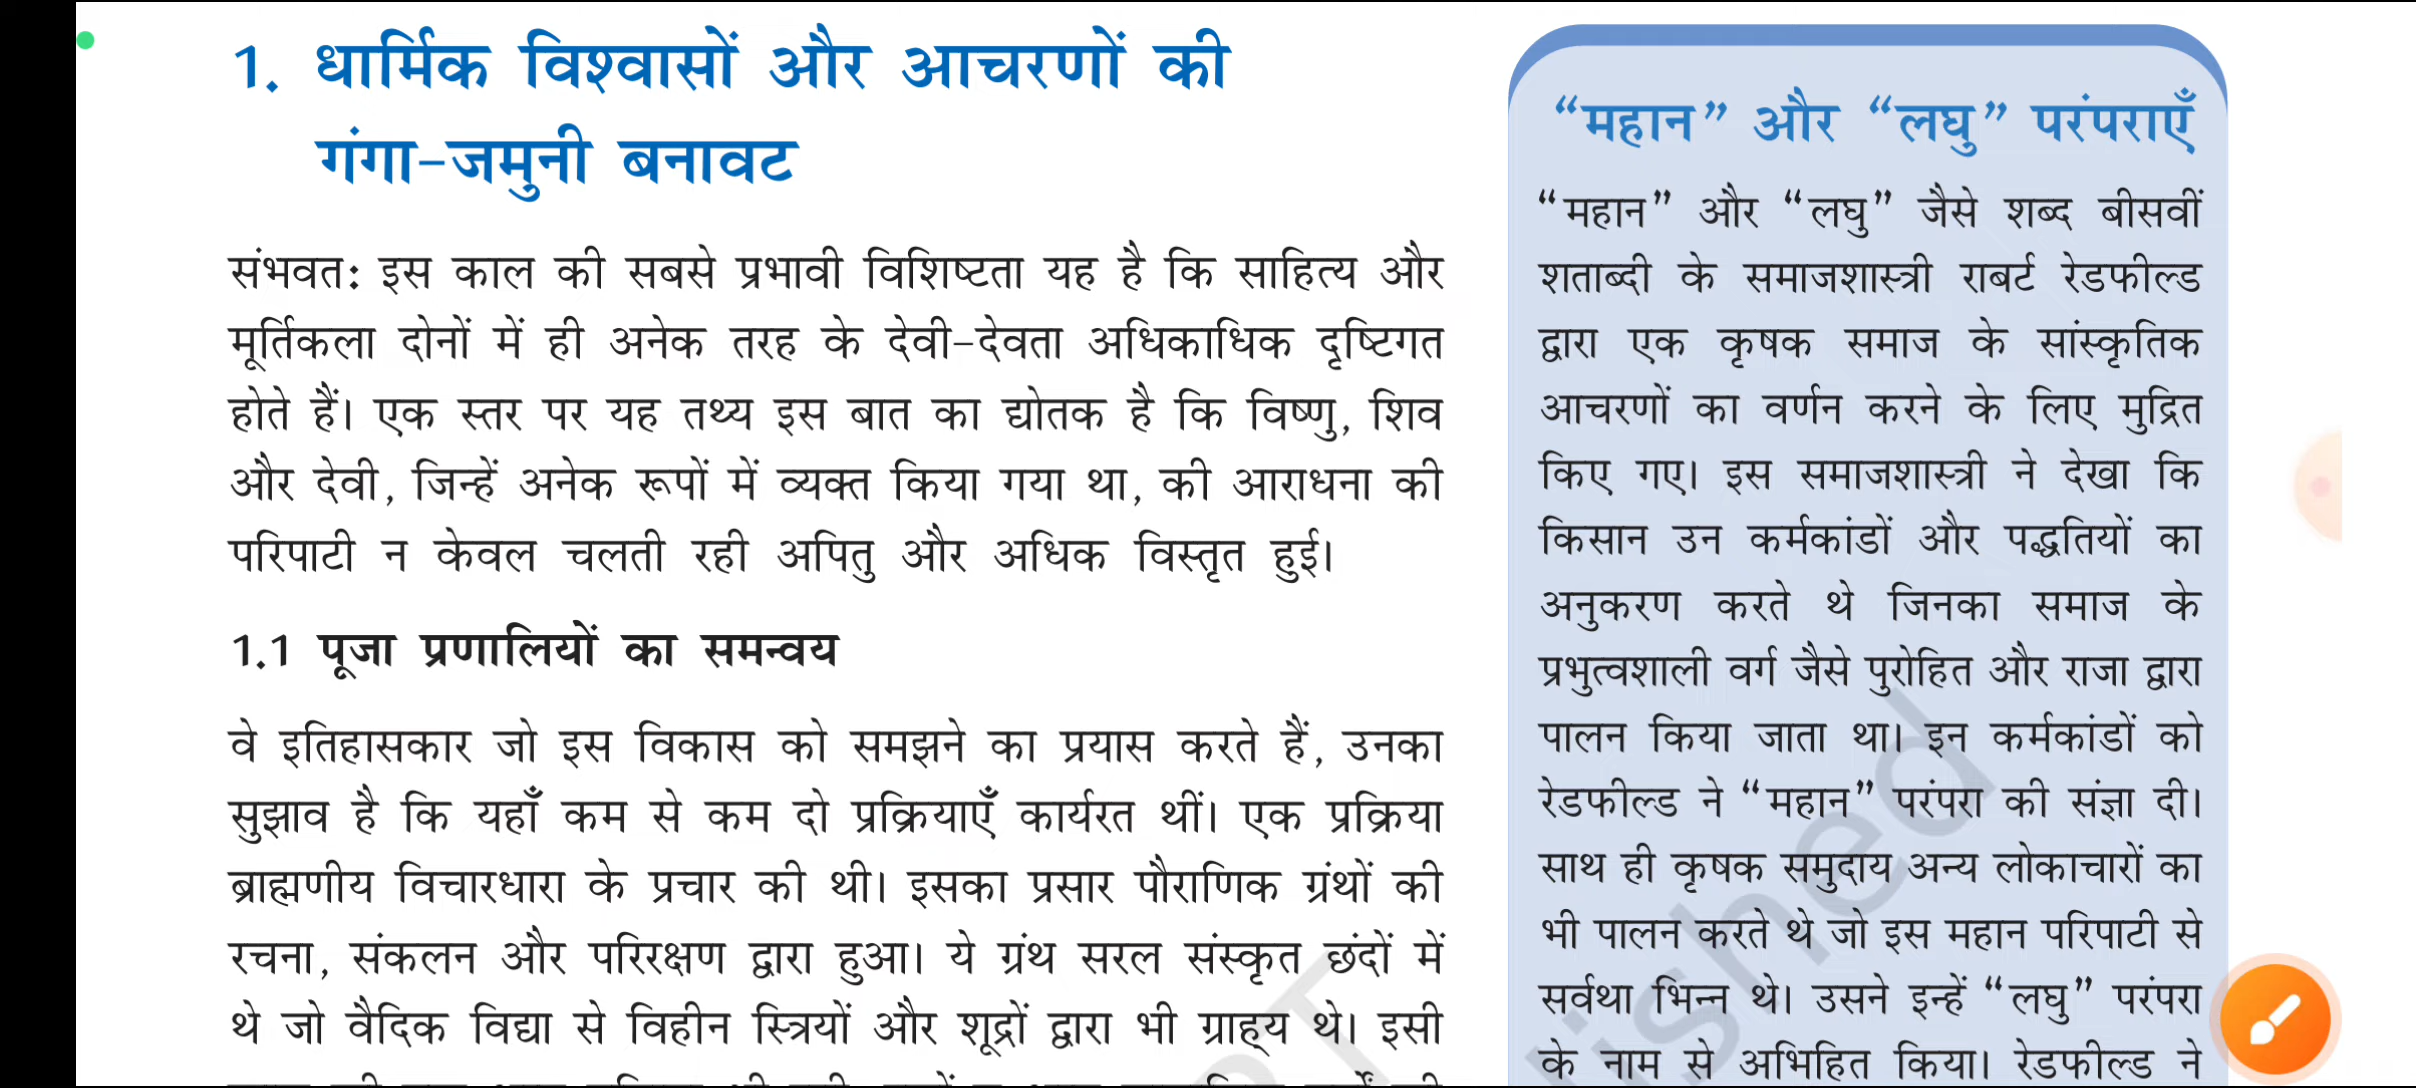 1. धार्मिक विश्वासों और आचरणों की
गंगा-जमुनी बनावट
संभवतः इस काल की सबसे प्रभावी विशिष्टता यह है कि साहित्य और
मूर्तिकला दोनों में ही अनेक तरह के देवी-देवता अधिकाधिक दृष्टिगत
होते हैं। एक स्तर पर यह तथ्य इस बात का द्योतक है कि विष्णु, शिव
और देवी, जिन्हें अनेक रूपों में व्यक्त किया गया था, की आराधना की
परिपाटी न केवल चलती रही अपितु और अधिक विस्तृत हुई।
1.1 पूजा प्रणालियों का समन्वय
वे इतिहासकार जो इस विकास को समझने का प्रयास करते हैं, उनका
सुझाव है कि यहाँ कम से कम दो प्रक्रियाएँ कार्यरत थीं। एक प्रक्रिया
ब्राह्मणीय विचारधारा के प्रचार की थी। इसका प्रसार पौराणिक ग्रंथों की
रचना, संकलन और परिरक्षण द्वारा हुआ। ये ग्रंथ सरल संस्कृत छंदों में
थे जो वैदिक विद्या से विहीन स्त्रियों और शूद्रों द्वारा भी ग्राह्य थे। इसी
“महान” और “लघु” परंपराएँ
“महान” और “लघु” जैसे शब्द बीसवीं
शताब्दी के समाजशास्त्री राबर्ट रेडफील्ड
द्वारा एक कृषक समाज के सांस्कृतिक
आचरणों का वर्णन करने के लिए मुद्रित
किए गए। इस समाजशास्त्री ने देखा कि
किसान उन कर्मकांडों और पद्धतियों का
अनुकरण करते थे जिनका समाज के
प्रभुत्वशाली वर्ग जैसे पुरोहित और राजा द्वारा
पालन किया जाता था। इन कर्मकांडों को
रेडफील्ड ने “महान” परंपरा की संज्ञा दी।
साथ ही कृषक समुदाय अन्य लोकाचारों का
भी पालन करते थे जो इस महान परिपाटी से
सर्वथा भिन्न थे। उसने इन्हें “लघु” परंपरा
के नाम से अभिहित किया। रेडफील्ड ने